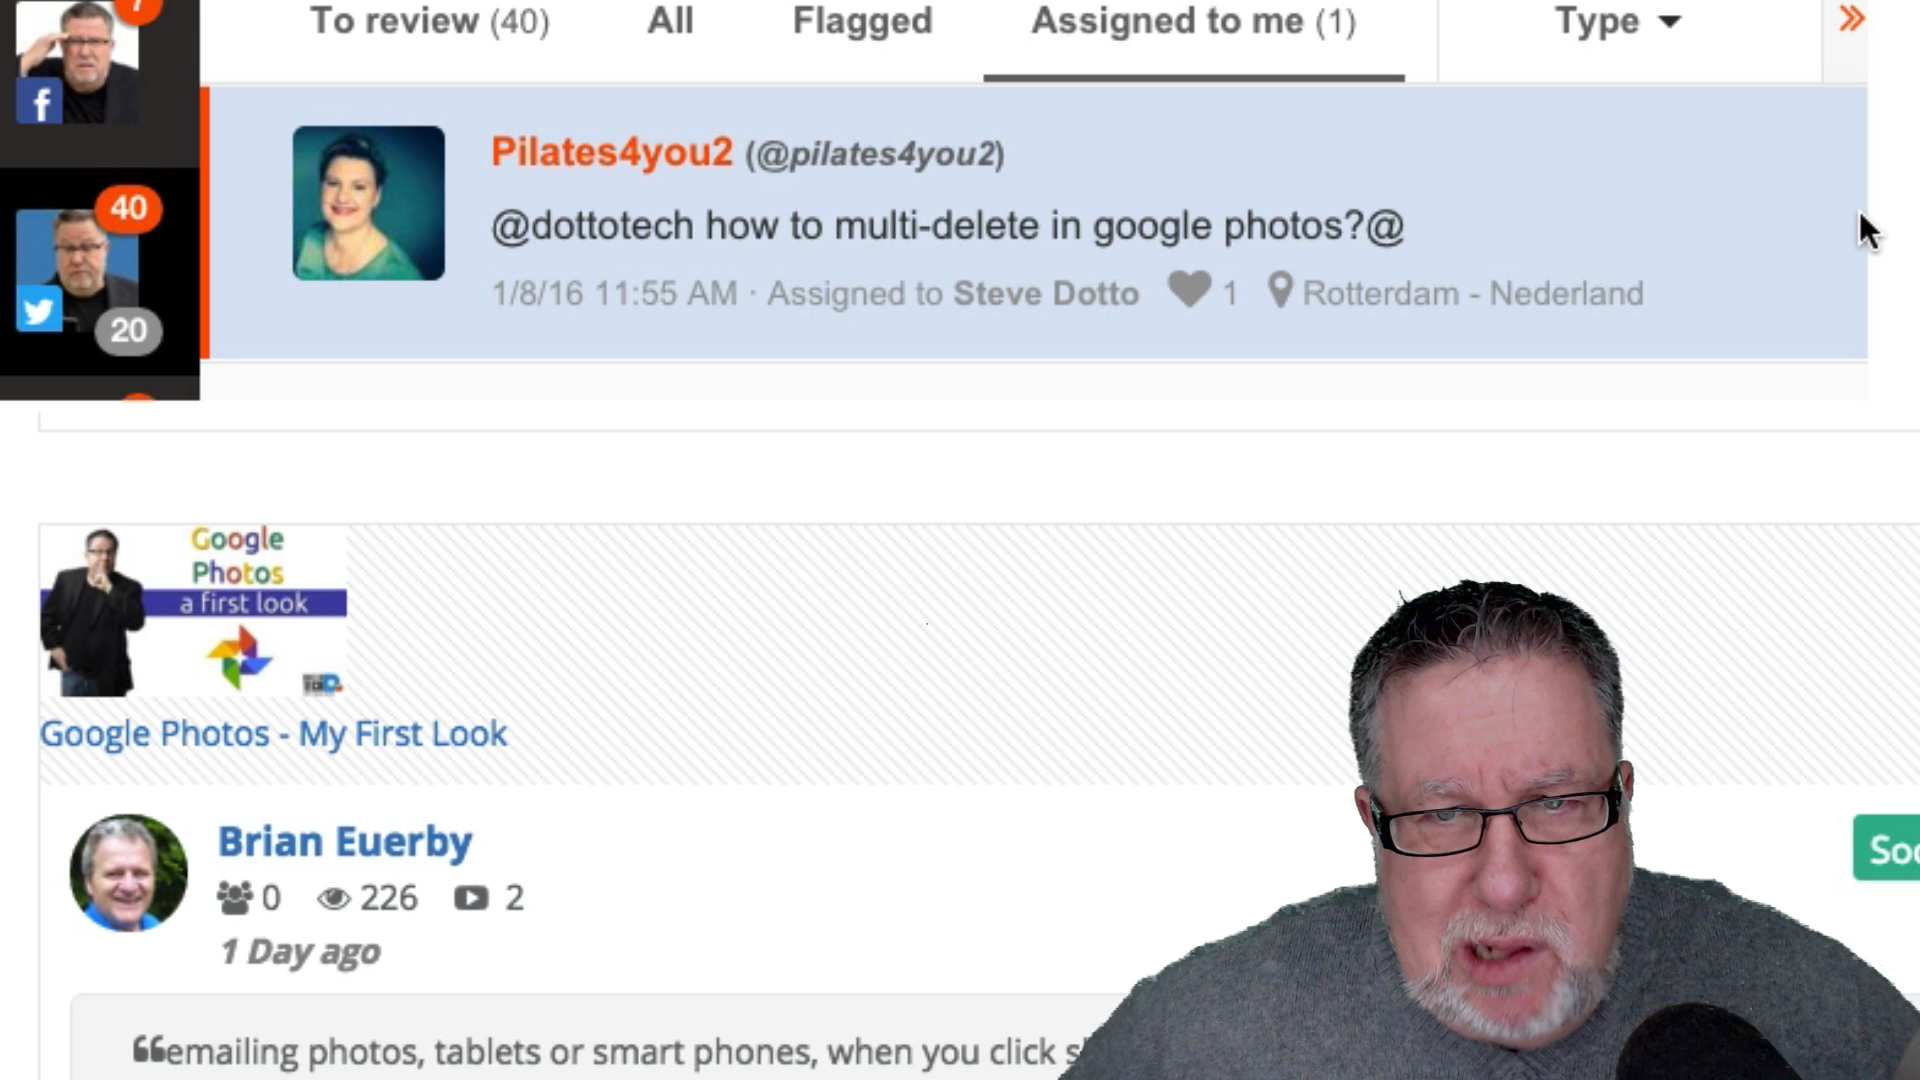 7
To review (40) All Flagged Assigned to me (1) Type
40
20
Pilates4you2 (@pilates4you2)
@dottotech how to multi-delete in google photos?@
1/8/16 11:55 AM · Assigned to Steve Dotto 1 Rotterdam - Nederland
Google
Photos
a first look
Google Photos - My First Look
Brian Euerby
0 226 2
1 Day ago
Soc
“emailing photos, tablets or smart phones, when you click s